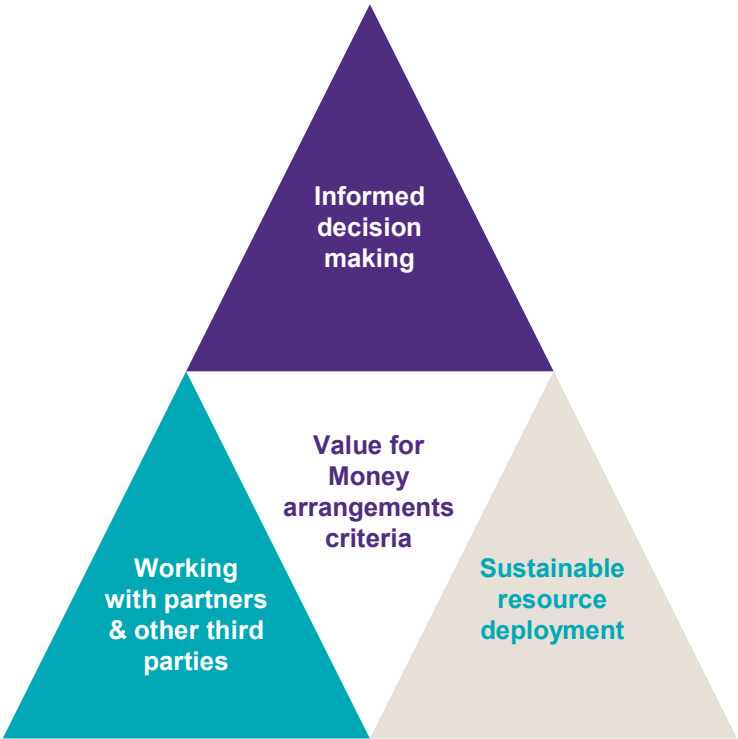 Informed
decision
making
Value for
Money
arrangements
criteria
Working
with partners
& other third
parties
Sustainable
resource
deployment